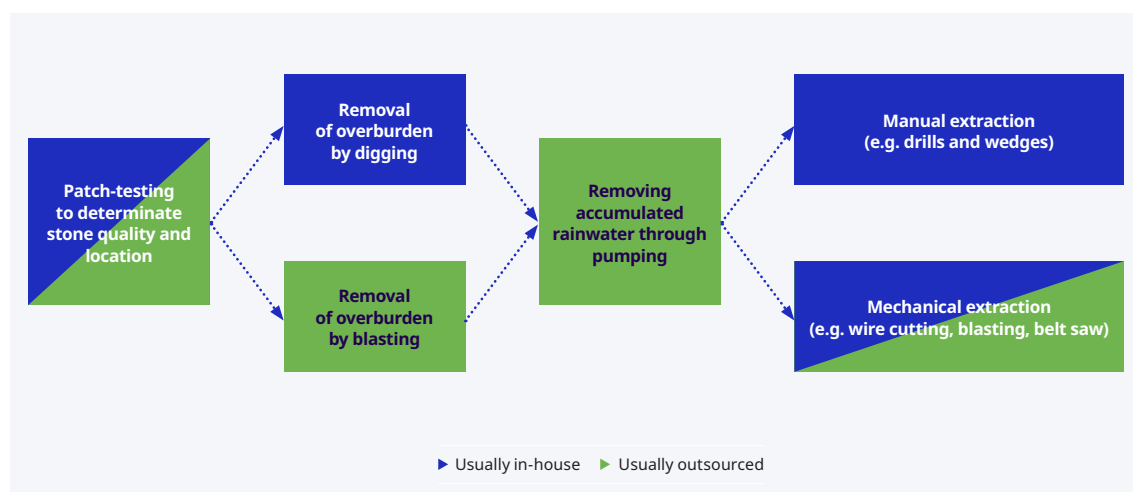 Patch-testing
to determinate
stone quality and
location
Removal
of overburden
by digging
Removal
of overburden
by blasting
Removing
accumulated
rainwater through
pumping
Manual extraction
(e.g. drills and wedges)
Mechanical extraction
(e.g. wire cutting, blasting, belt saw)
Usually in-house
Usually outsourced